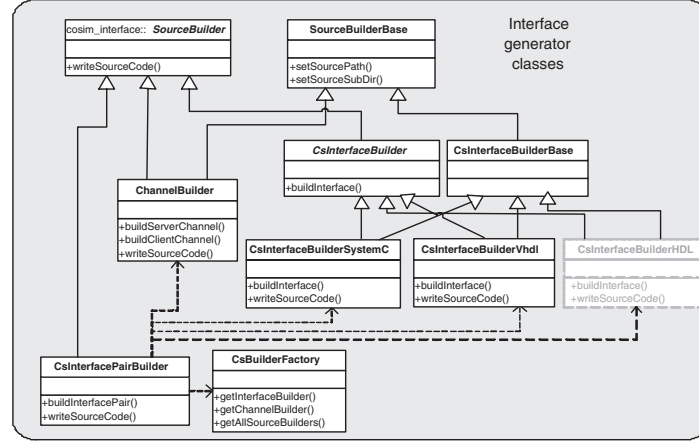 cosim_interface:: SourceBuilder
+writeSourceCode()
SourceBuilderBase
+setSourcePath()
+setSourceSubDir()
Interface
generator
classes
CsInterfaceBuilder
+buildInterface()
CsInterfaceBuilderBase
ChannelBuilder
+buildServerChannel()
+buildClientChannel()
+writeSourceCode()
CsInterfaceBuilderSystemC
+buildInterface()
+writeSourceCode()
CsInterfaceBuilderVhdl
+buildInterface()
+writeSourceCode()
CsInterfaceBuilderHDL
+buildInterface()
+writeSourceCode()
CsInterfacePairBuilder
+buildInterfacePair()
+writeSourceCode()
CsBuilderFactory
+getInterfaceBuilder()
+getChannelBuilder()
+getAllSourceBuilders()